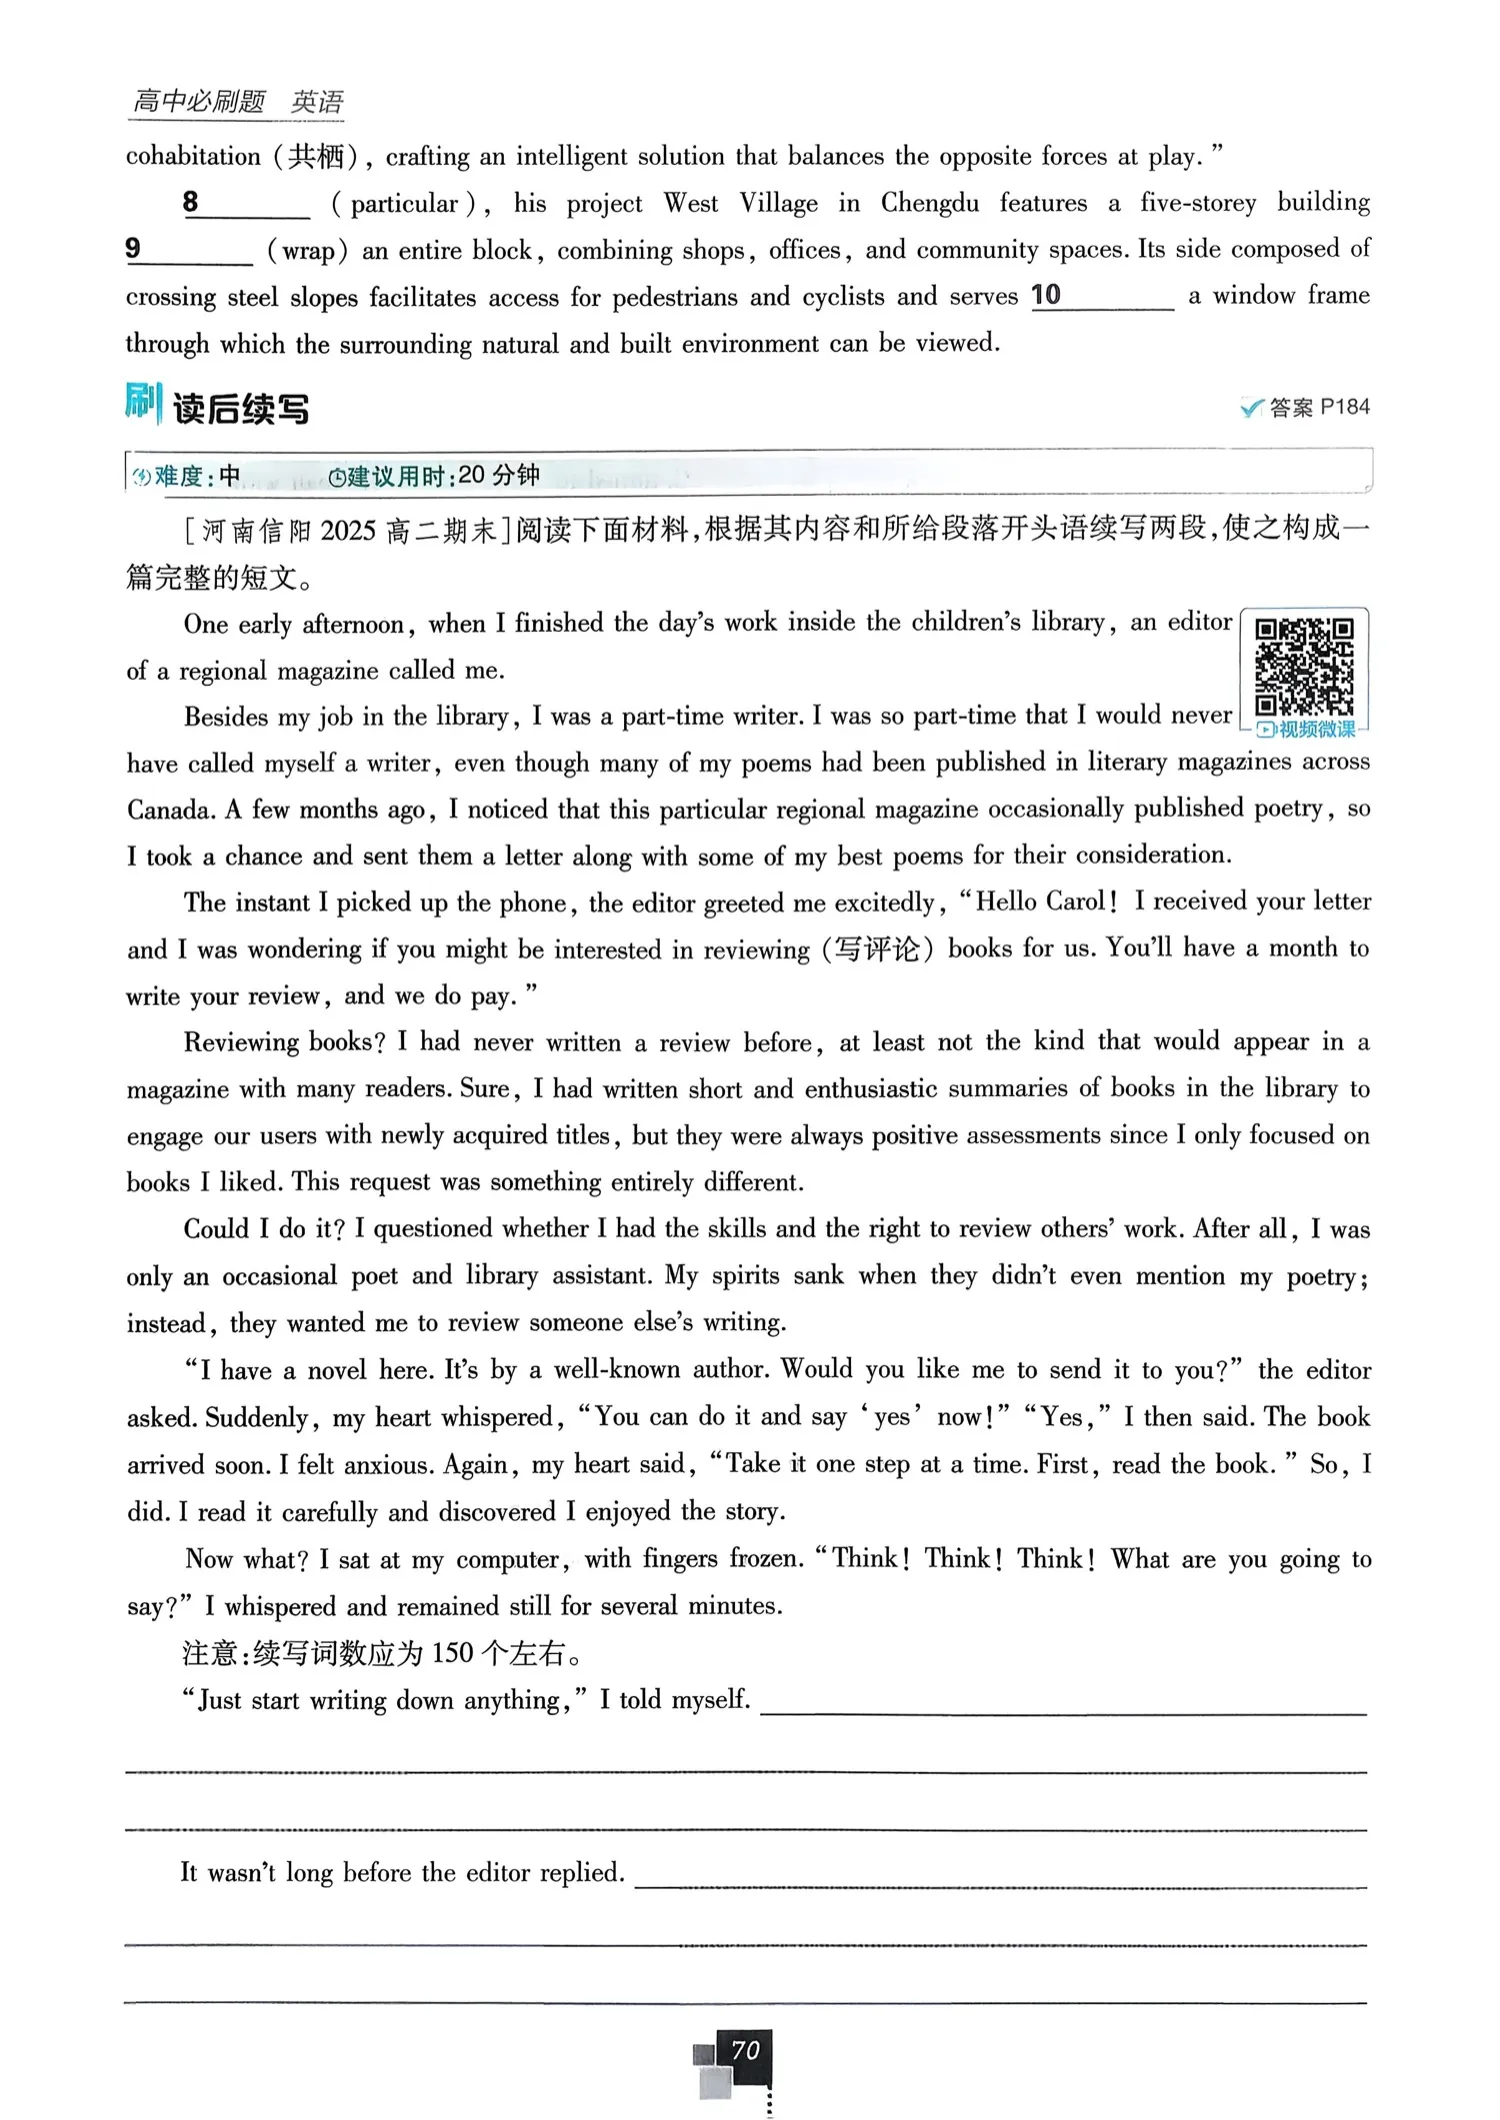 高中必刷题 英语
cohabitation（共栖）, crafting an intelligent solution that balances the opposite forces at play. ”
8 （particular）, his project West Village in Chengdu features a five-storey building
9 （wrap）an entire block, combining shops, offices, and community spaces. Its side composed of
crossing steel slopes facilitates access for pedestrians and cyclists and serves 10 a window frame
through which the surrounding natural and built environment can be viewed.
刷 读后续写 答案 P184
难度:中 建议用时:20 分钟
[河南信阳 2025 高二期末]阅读下面材料,根据其内容和所给段落开头语续写两段,使之构成一
篇完整的短文。
One early afternoon, when I finished the day’s work inside the children’s library, an editor
of a regional magazine called me.
Besides my job in the library, I was a part-time writer. I was so part-time that I would never
视频微课
have called myself a writer, even though many of my poems had been published in literary magazines across
Canada. A few months ago, I noticed that this particular regional magazine occasionally published poetry, so
I took a chance and sent them a letter along with some of my best poems for their consideration.
The instant I picked up the phone, the editor greeted me excitedly, “Hello Carol! I received your letter
and I was wondering if you might be interested in reviewing（写评论）books for us. You’ll have a month to
write your review, and we do pay. ”
Reviewing books? I had never written a review before, at least not the kind that would appear in a
magazine with many readers. Sure, I had written short and enthusiastic summaries of books in the library to
engage our users with newly acquired titles, but they were always positive assessments since I only focused on
books I liked. This request was something entirely different.
Could I do it? I questioned whether I had the skills and the right to review others’ work. After all, I was
only an occasional poet and library assistant. My spirits sank when they didn’t even mention my poetry;
instead, they wanted me to review someone else’s writing.
“I have a novel here. It’s by a well-known author. Would you like me to send it to you?” the editor
asked. Suddenly, my heart whispered, “You can do it and say ‘yes’ now!” “Yes,” I then said. The book
arrived soon. I felt anxious. Again, my heart said, “Take it one step at a time. First, read the book. ” So, I
did. I read it carefully and discovered I enjoyed the story.
Now what? I sat at my computer, with fingers frozen. “Think! Think! Think! What are you going to
say?” I whispered and remained still for several minutes.
注意:续写词数应为 150 个左右。
“Just start writing down anything,” I told myself.
It wasn’t long before the editor replied.
70